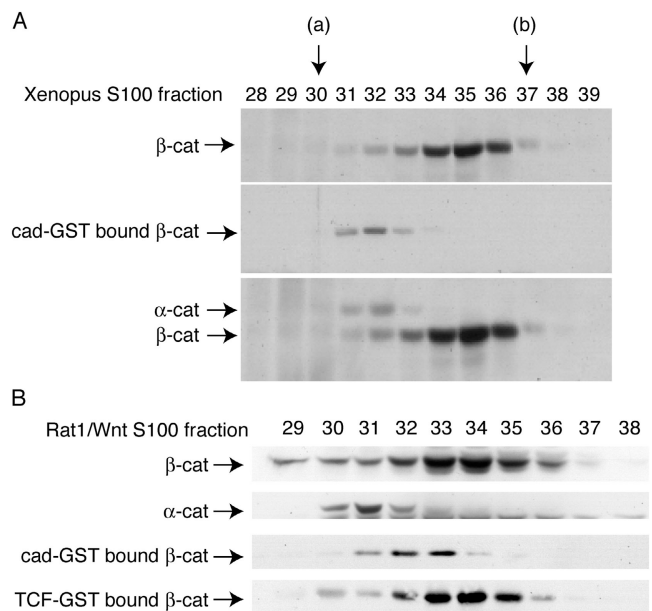 A
(a) (b)
Xenopus S100 fraction 28 29 30 31 32 33 34 35 36 37 38 39
β-cat
cad-GST bound β-cat
α-cat
β-cat
B
Rat1/Wnt S100 fraction 29 30 31 32 33 34 35 36 37 38
β-cat
α-cat
cad-GST bound β-cat
TCF-GST bound β-cat